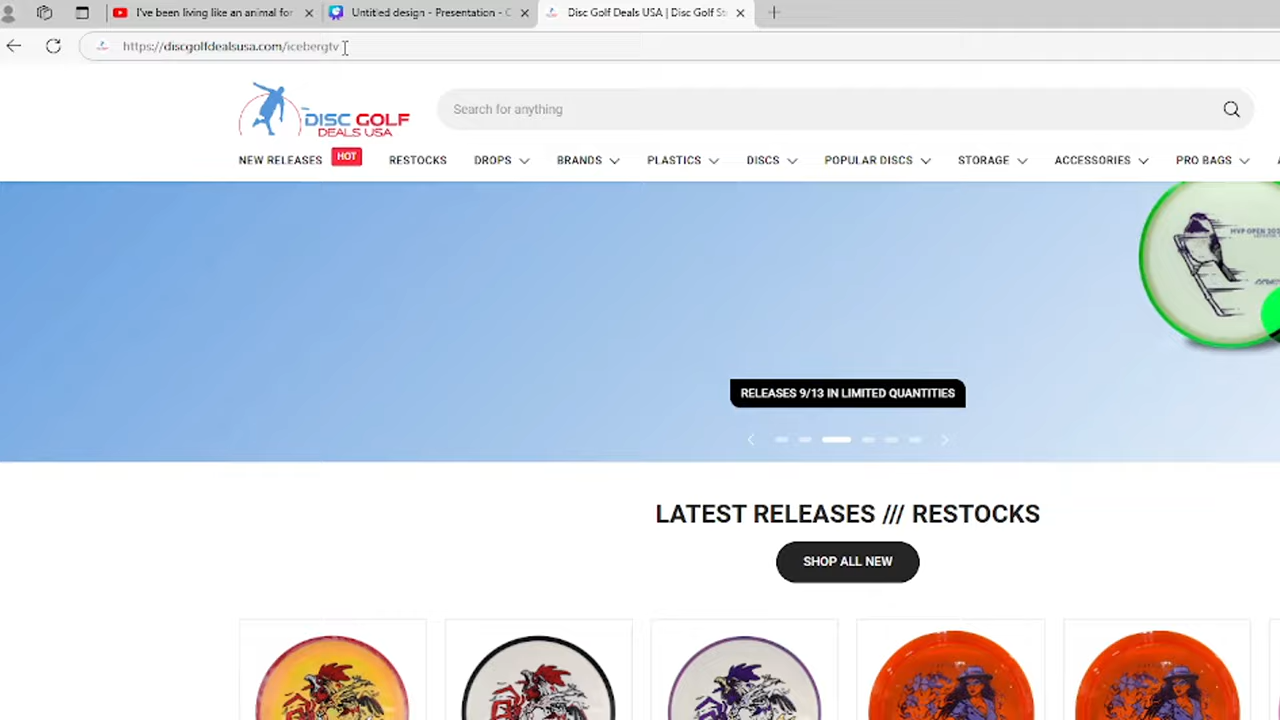 I've been living like an animal for
Untitled design - Presentation - C
Disc Golf Deals USA | Disc Golf St
https://discgolfdealsusa.com/icebergtv
DISC GOLF
DEALS USA
Search for anything
NEW RELEASES HOT RESTOCKS DROPS BRANDS PLASTICS DISCS POPULAR DISCS STORAGE ACCESSORIES PRO BAGS
MVP OPEN
RELEASES 9/13 IN LIMITED QUANTITIES
LATEST RELEASES /// RESTOCKS
SHOP ALL NEW